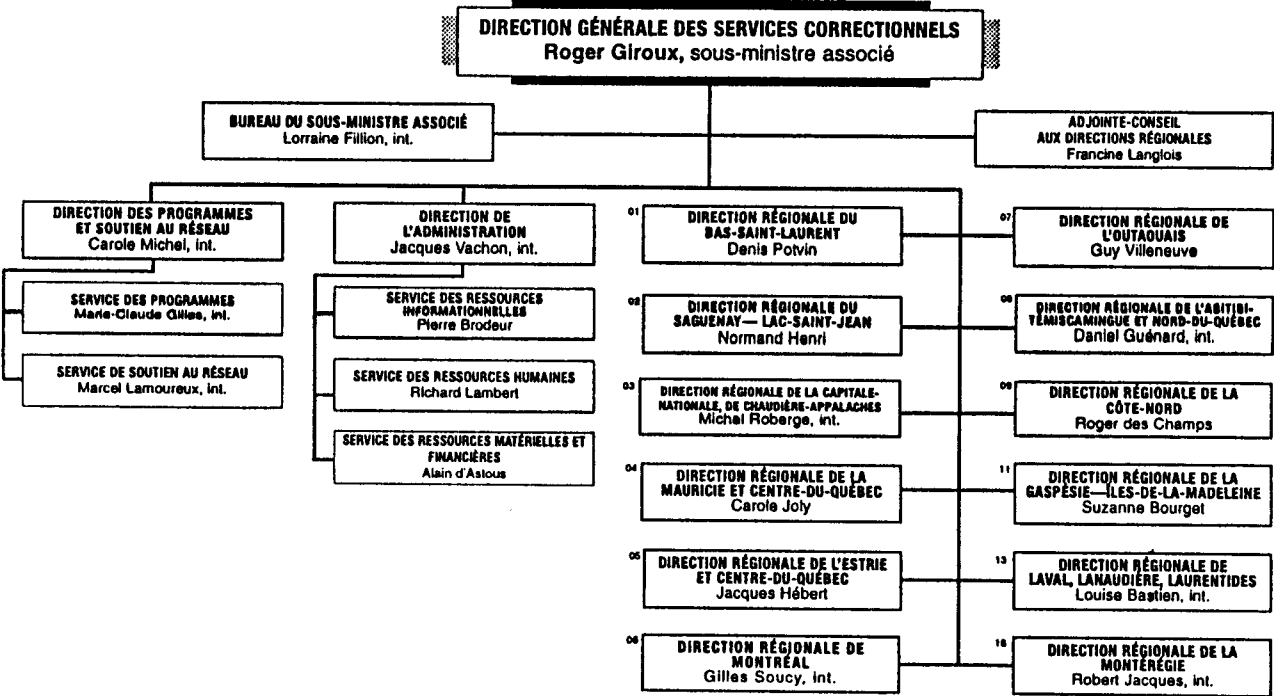 DIRECTION GÉNÉRALE DES SERVICES CORRECTIONNELS
Roger Giroux, sous-ministre associé
BUREAU DU SOUS-MINISTRE ASSOCIÉ
Lorraine Fillion, int.
ADJOINTE-CONSEIL
AUX DIRECTIONS RÉGIONALES
Francine Langlois
DIRECTION DES PROGRAMMES
ET SOUTIEN AU RÉSEAU
Carole Michel, int.
SERVICE DES PROGRAMMES
Marie-Claude Gilles, int.
SERVICE DE SOUTIEN AU RÉSEAU
Marcel Lamoureux, int.
DIRECTION DE
L'ADMINISTRATION
Jacques Vachon, int.
SERVICE DES RESSOURCES
INFORMATIONNELLES
Pierre Brodeur
SERVICE DES RESSOURCES HUMAINES
Richard Lambert
SERVICE DES RESSOURCES MATÉRIELLES ET
FINANCIÈRES
Alain d'Astous
01
DIRECTION RÉGIONALE DU
BAS-SAINT-LAURENT
Denis Potvin
02
DIRECTION RÉGIONALE DU
SAGUENAY— LAC-SAINT-JEAN
Normand Henri
03
DIRECTION RÉGIONALE DE LA CAPITALE-
NATIONALE, DE CHAUDIÈRE-APPALACHES
Michel Roberge, int.
04
DIRECTION RÉGIONALE DE LA
MAURICIE ET CENTRE-DU-QUÉBEC
Carole Joly
05
DIRECTION RÉGIONALE DE L'ESTRIE
ET CENTRE-DU-QUÉBEC
Jacques Hébert
06
DIRECTION RÉGIONALE DE
MONTRÉAL
Gilles Soucy, int.
07
DIRECTION RÉGIONALE DE
L'OUTAOUAIS
Guy Villeneuve
08
DIRECTION RÉGIONALE DE L'ABITIBI-
TÉMISCAMINGUE ET NORD-DU-QUÉBEC
Daniel Guénard, int.
09
DIRECTION RÉGIONALE DE LA
CÔTE-NORD
Roger des Champs
11
DIRECTION RÉGIONALE DE LA
GASPÉSIE—ÎLES-DE-LA-MADELEINE
Suzanne Bourget
13
DIRECTION RÉGIONALE DE
LAVAL, LANAUDIÈRE, LAURENTIDES
Louise Bastien, int.
16
DIRECTION RÉGIONALE DE LA
MONTÉRÉGIE
Robert Jacques, int.